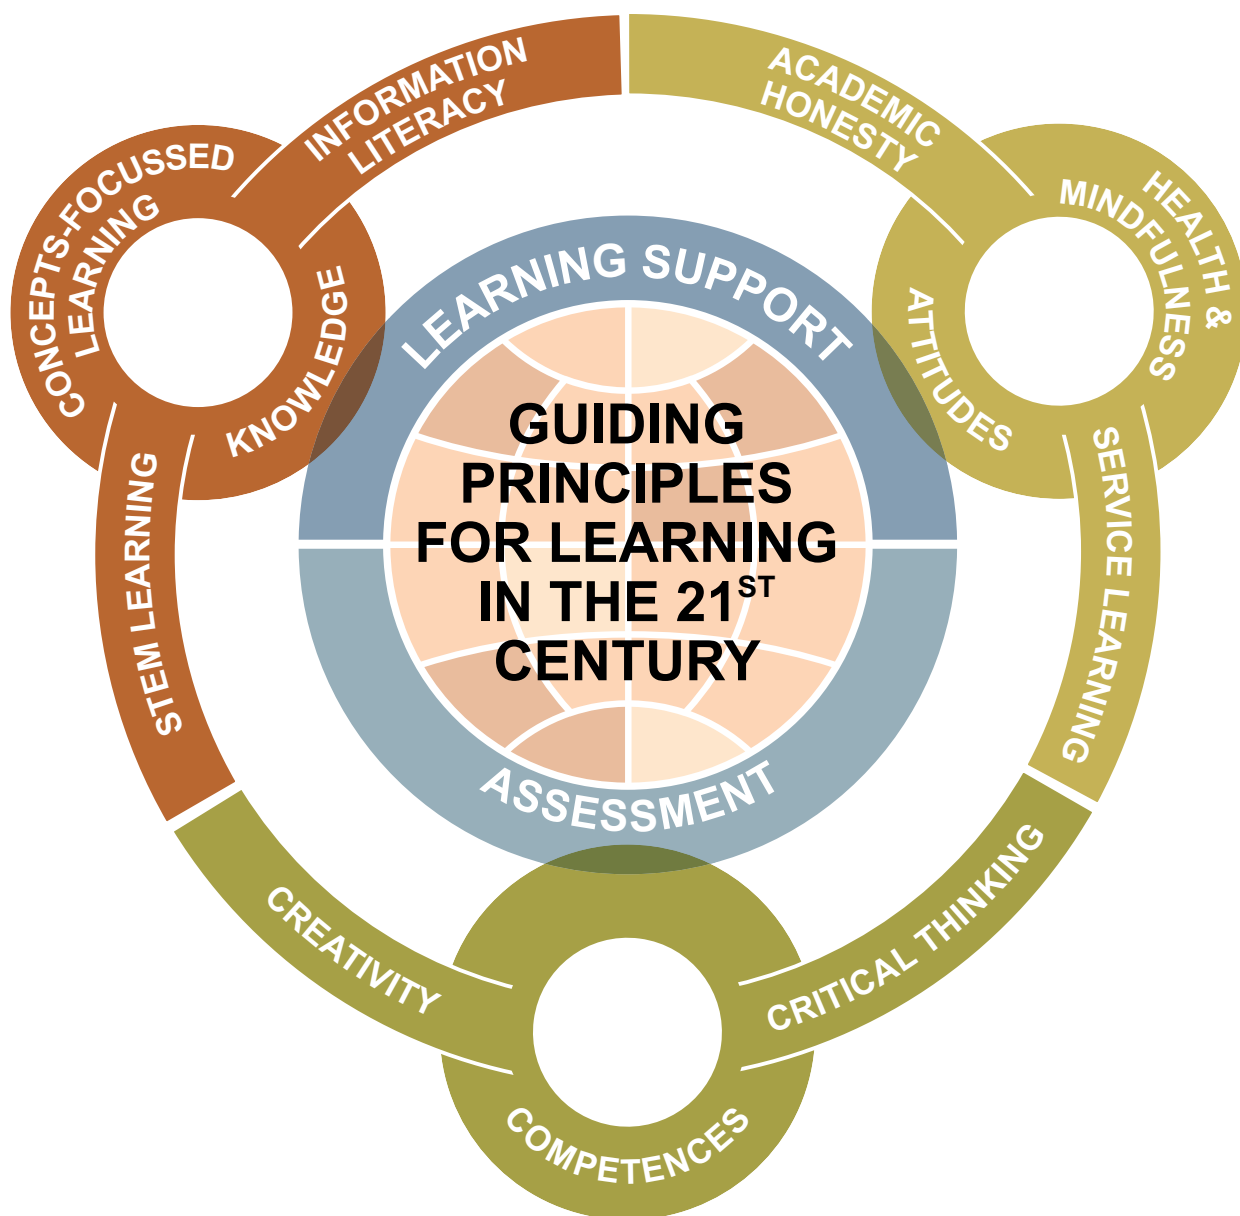 INFORMATION
LITERACY
ACADEMIC
HONESTY
CONCEPTS-FOCUSSED
LEARNING
KNOWLEDGE
HEALTH &
MINDFULNESS
ATTITUDES
LEARNING SUPPORT
GUIDING
PRINCIPLES
FOR LEARNING
IN THE 21ST
CENTURY
ASSESSMENT
STEM LEARNING
SERVICE LEARNING
CREATIVITY
CRITICAL THINKING
COMPETENCES